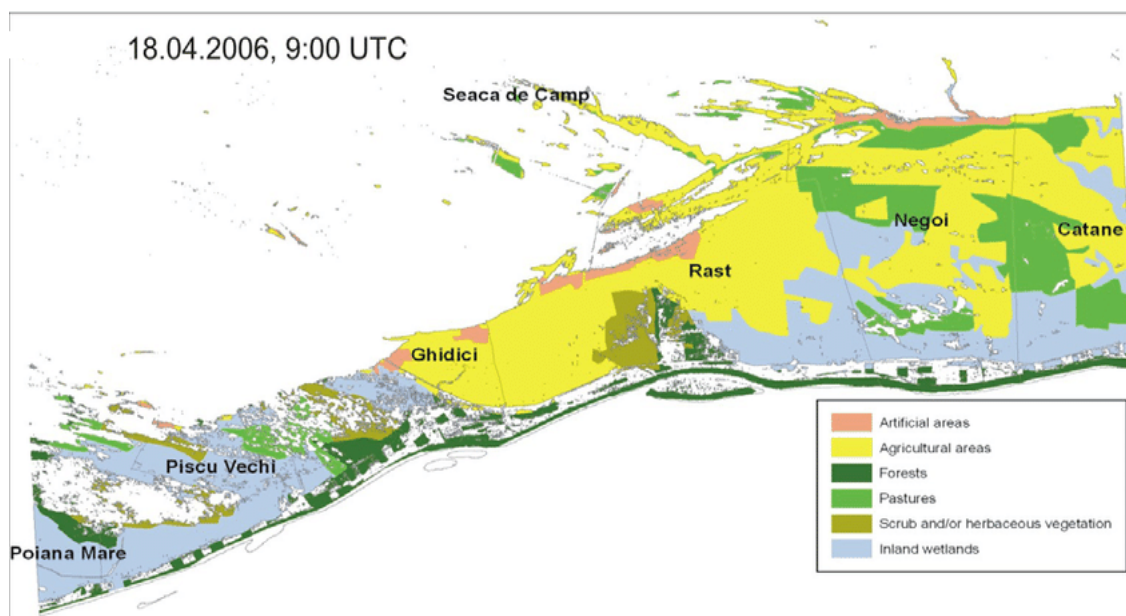 18.04.2006, 9:00 UTC
Seaca de Camp
Negoi
Catane
Rast
Ghidici
Piscu Vechi
Poiana Mare
Artificial areas
Agricultural areas
Forests
Pastures
Scrub and/or herbaceous vegetation
Inland wetlands